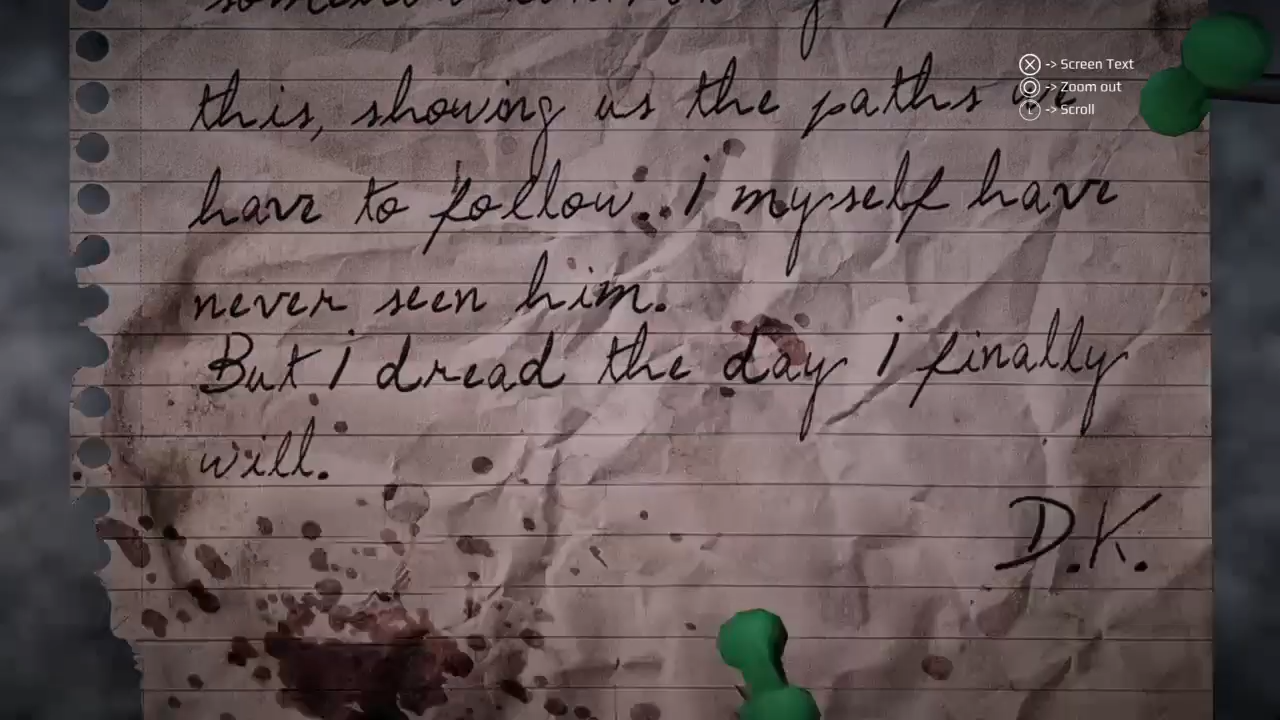 this, showing us the paths we
have to follow... i myself have
never seen him.
But i dread the day i finally
will.
D.K.
X -> Screen Text
O -> Zoom out
L -> Scroll